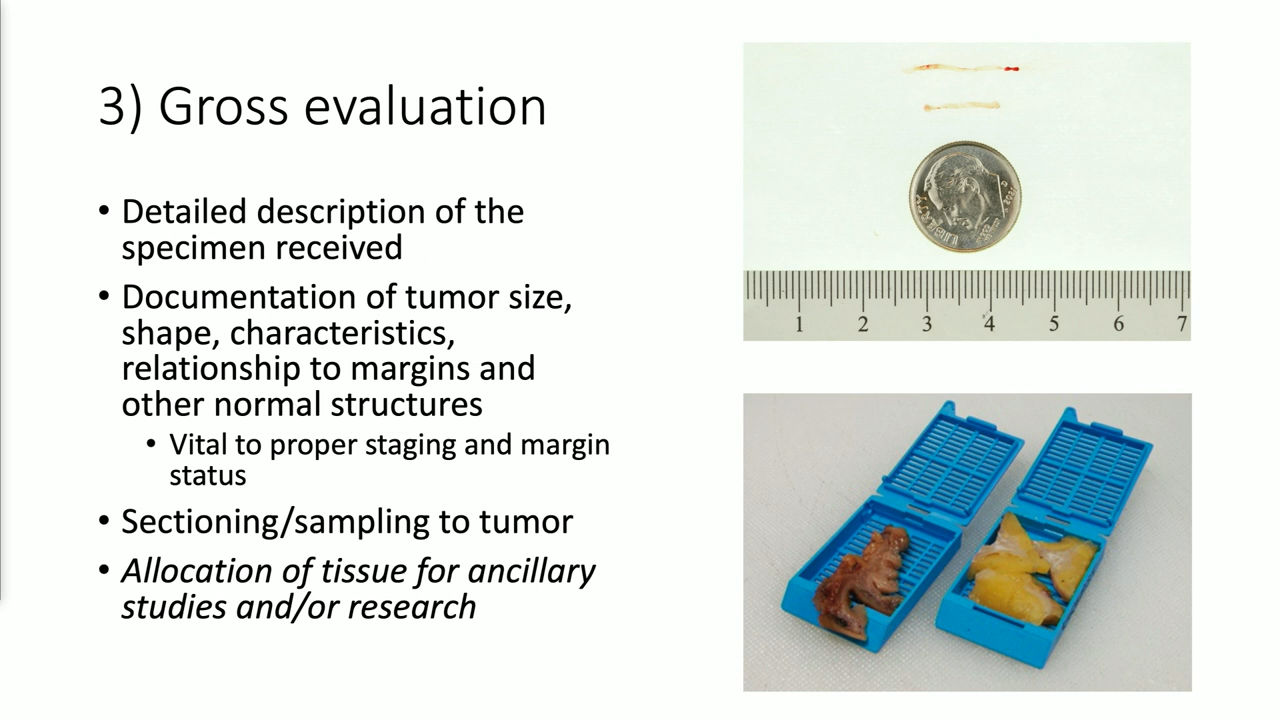 3) Gross evaluation
• Detailed description of the
specimen received
• Documentation of tumor size,
shape, characteristics,
relationship to margins and
other normal structures
• Vital to proper staging and margin
status
• Sectioning/sampling to tumor
• Allocation of tissue for ancillary
studies and/or research
1 2 3 4 5 6 7